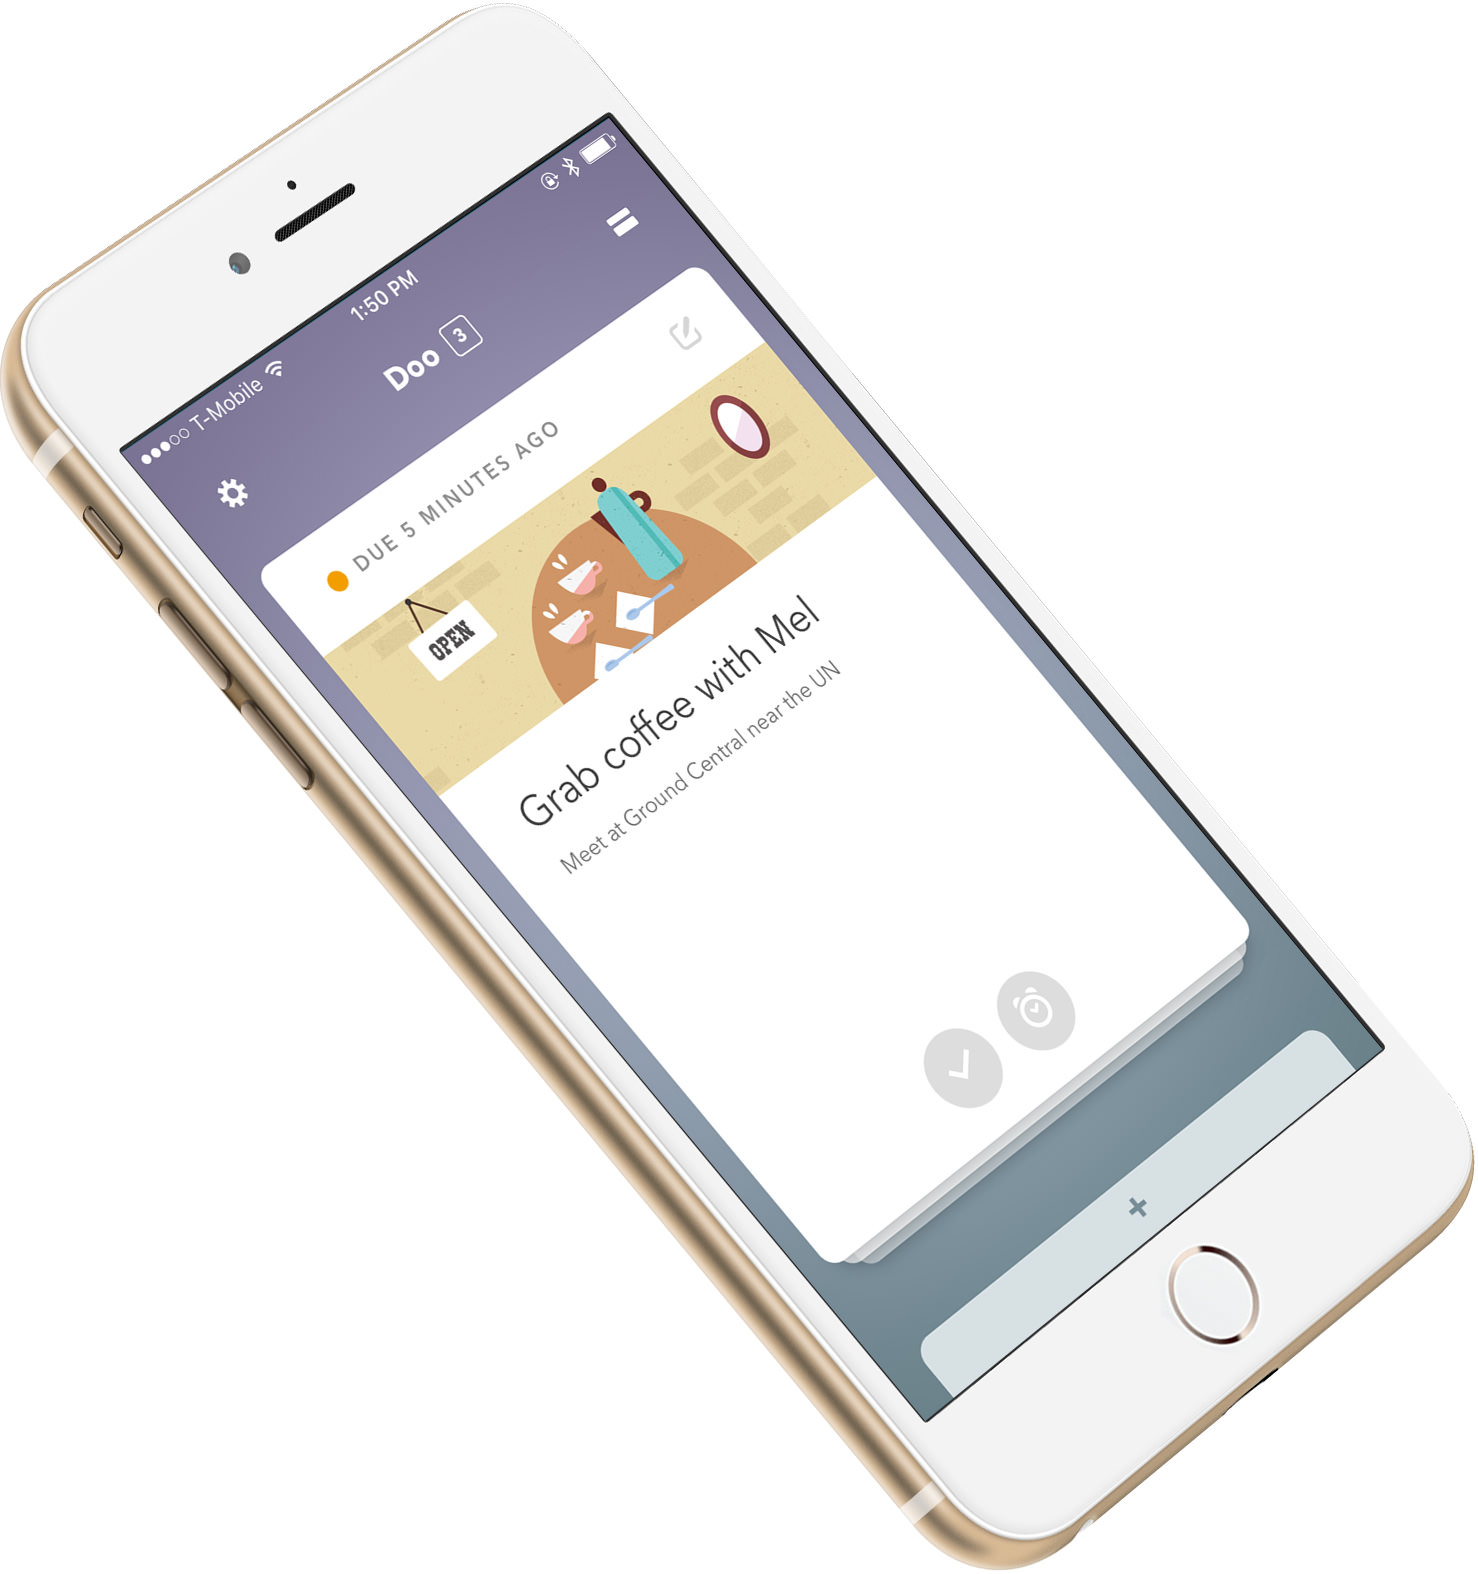 T-Mobile
1:50 PM
Doo 3
DUE 5 MINUTES AGO
OPEN
Grab coffee with Mel
Meet at Ground Central near the UN